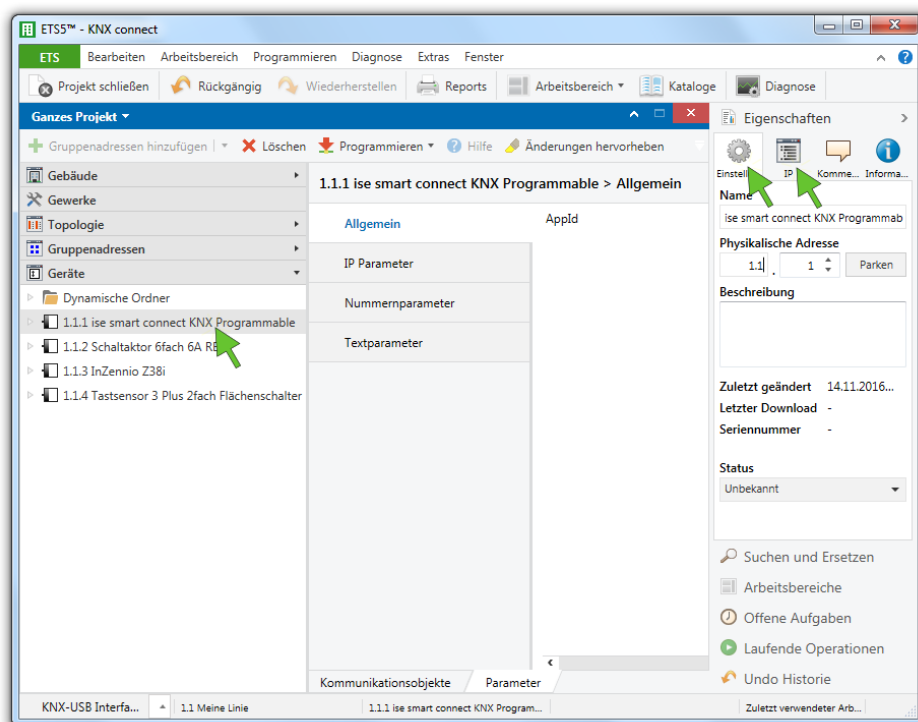 ETS5™ - KNX connect
ETS Bearbeiten Arbeitsbereich Programmieren Diagnose Extras Fenster
Projekt schließen Rückgängig Wiederherstellen Reports Arbeitsbereich Kataloge Diagnose
Ganzes Projekt
Gruppenadressen hinzufügen Löschen Programmieren Hilfe Änderungen hervorheben
Gebäude
Gewerke
Topologie
Gruppenadressen
Geräte
Dynamische Ordner
1.1.1 ise smart connect KNX Programmable
1.1.2 Schaltaktor 6fach 6A
1.1.3 InZennio Z38i
1.1.4 Tastsensor 3 Plus 2fach Flächenschalter
1.1.1 ise smart connect KNX Programmable > Allgemein
Allgemein
IP Parameter
Nummernparameter
Textparameter
AppId
Kommunikationsobjekte Parameter
Eigenschaften
Einstell IP Komme... Informa...
Name
ise smart connect KNX Programmab
Physikalische Adresse
1.1 . 1 Parken
Beschreibung
Zuletzt geändert 14.11.2016...
Letzter Download -
Seriennummer -
Status
Unbekannt
Suchen und Ersetzen
Arbeitsbereiche
Offene Aufgaben
Laufende Operationen
Undo Historie
KNX-USB Interfa... 1.1 Meine Linie 1.1.1 ise smart connect KNX Program... Zuletzt verwendeter Arb...